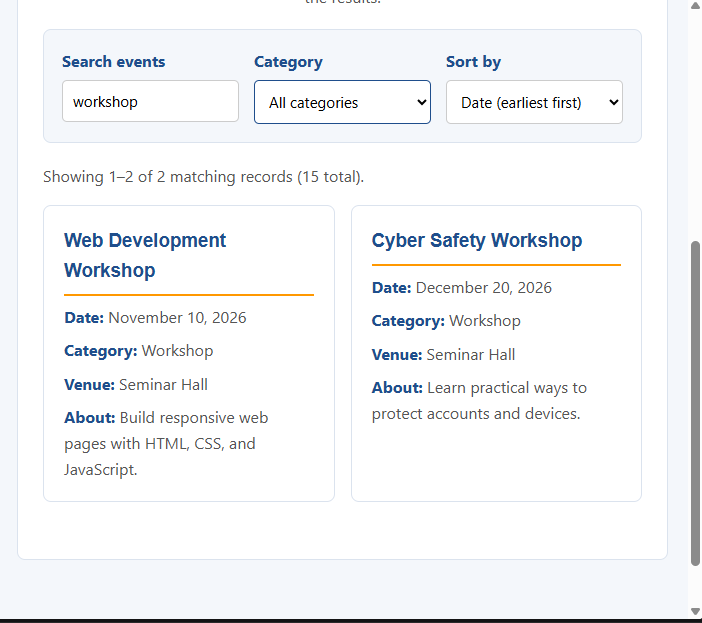 the results.
Search events
Category
Sort by
workshop
All categories
Date (earliest first)
Showing 1–2 of 2 matching records (15 total).
Web Development
Workshop
Date: November 10, 2026
Category: Workshop
Venue: Seminar Hall
About: Build responsive web
pages with HTML, CSS, and
JavaScript.
Cyber Safety Workshop
Date: December 20, 2026
Category: Workshop
Venue: Seminar Hall
About: Learn practical ways to
protect accounts and devices.